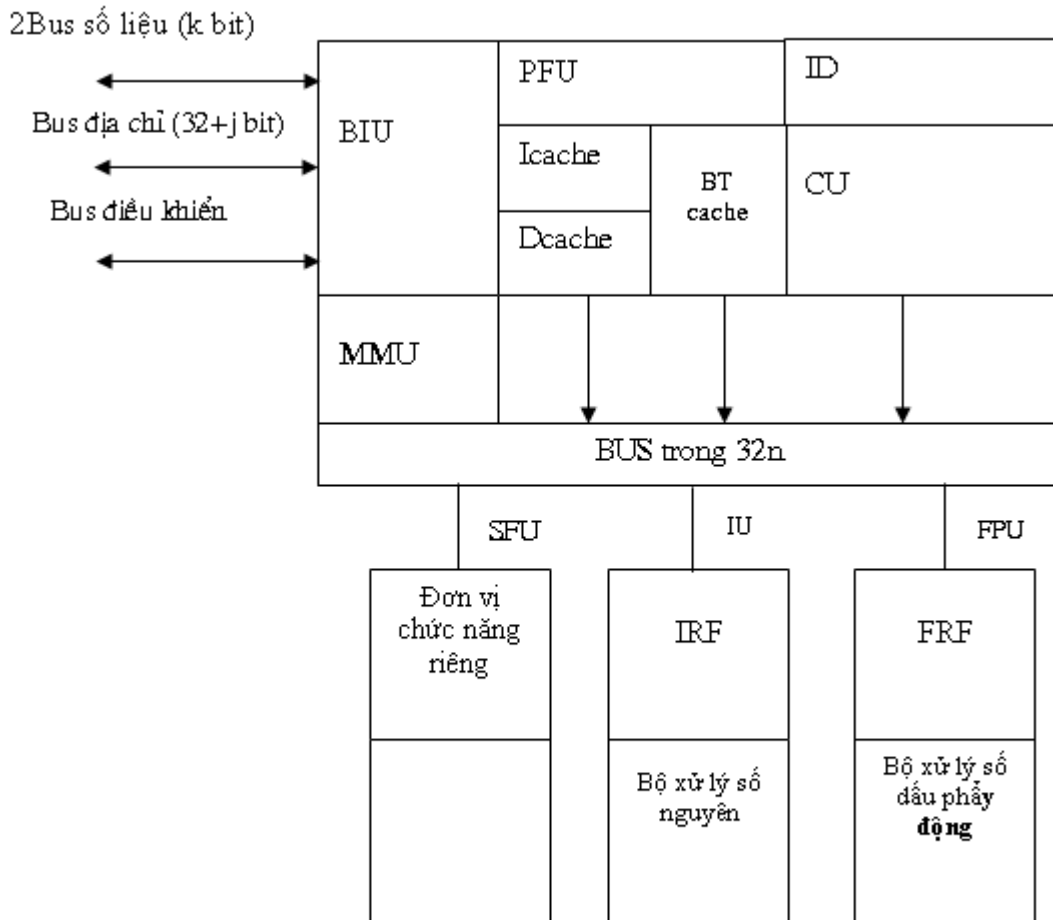 2Bus số liệu (k bit)
Bus địa chỉ (32+j bit)
Bus điều khiển
BIU
PFU
ID
Icache
Dcache
BT
cache
CU
MMU
BUS trong 32n
SFU
IU
FPU
Đơn vị
chức năng
riêng
IRF
FRF
Bộ xử lý số
nguyên
Bộ xử lý số
dấu phẩy
động